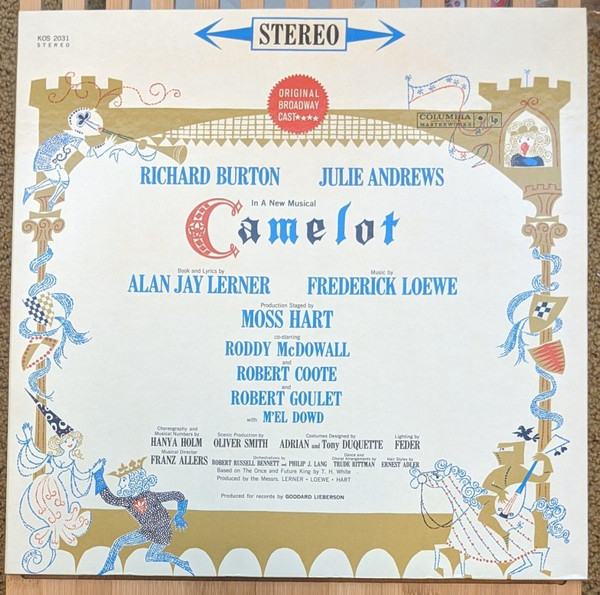 KOS 2031
STEREO
STEREO
ORIGINAL
BROADWAY
CAST★★★★
COLUMBIA
MASTERWORKS
Lp
RICHARD BURTON JULIE ANDREWS
In A New Musical
Camelot
Book and Lyrics by Music by
ALAN JAY LERNER FREDERICK LOEWE
Production Staged by
MOSS HART
co-starring
RODDY McDOWALL
and
ROBERT COOTE
and
ROBERT GOULET
with M'EL DOWD
Choreography and
Musical Numbers by
HANYA HOLM
Scenic Production by
OLIVER SMITH
Costumes Designed by
ADRIAN and Tony DUQUETTE
Lighting by
FEDER
Musical Director
FRANZ ALLERS
Orchestrations by
ROBERT RUSSELL BENNETT and PHILIP J. LANG
Dance and
Choral Arrangements by
TRUDE RITTMAN
Hair Styles by
ERNEST ADLER
Based on The Once and Future King by T. H. White
Produced by the Messrs. LERNER • LOEWE • HART
Produced for records by GODDARD LIEBERSON